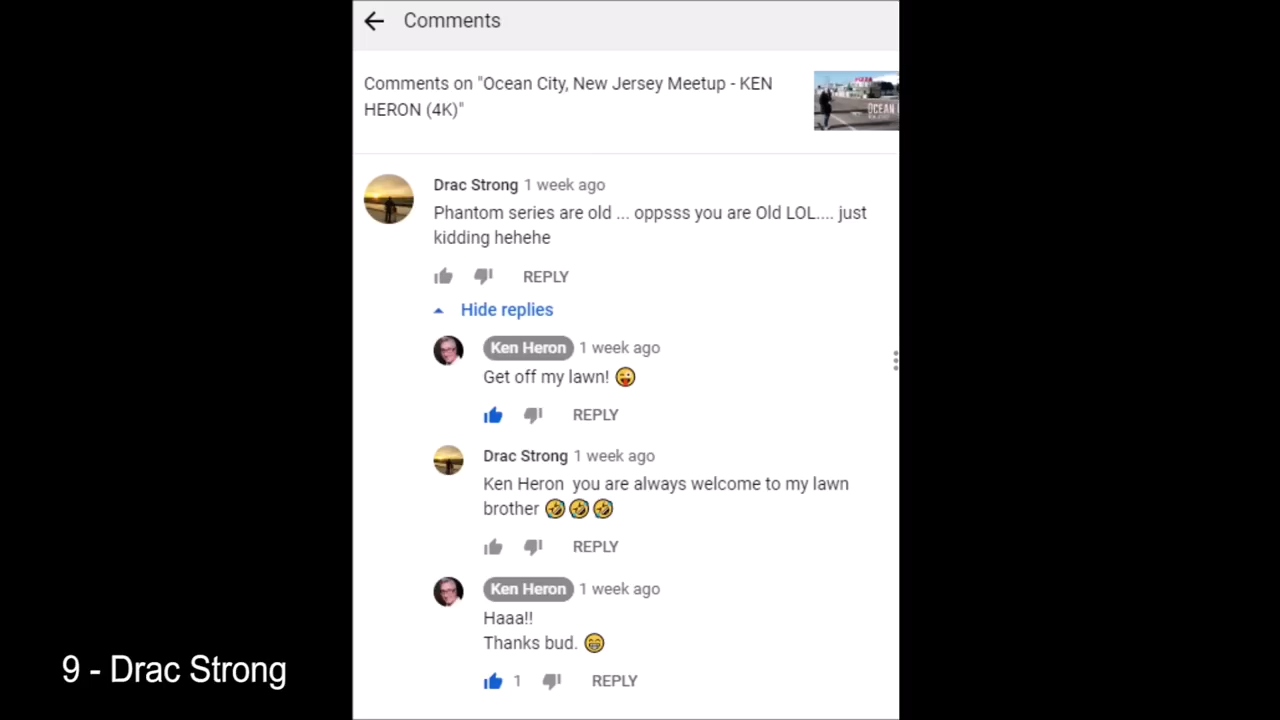 Comments
Comments on "Ocean City, New Jersey Meetup - KEN
HERON (4K)"
OCEAN
Drac Strong 1 week ago
Phantom series are old ... oppsss you are Old LOL.... just
kidding hehehe
REPLY
Hide replies
Ken Heron 1 week ago
Get off my lawn! 😜
REPLY
Drac Strong 1 week ago
Ken Heron you are always welcome to my lawn
brother 🤣🤣🤣
REPLY
Ken Heron 1 week ago
Haaa!!
Thanks bud. 😁
1 REPLY
9 - Drac Strong